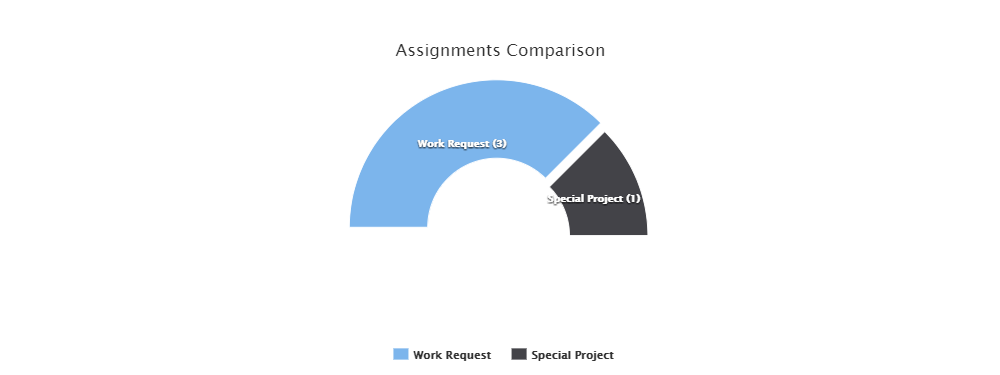 Assignments Comparison
Work Request (3)
Special Project (1)
Work Request
Special Project